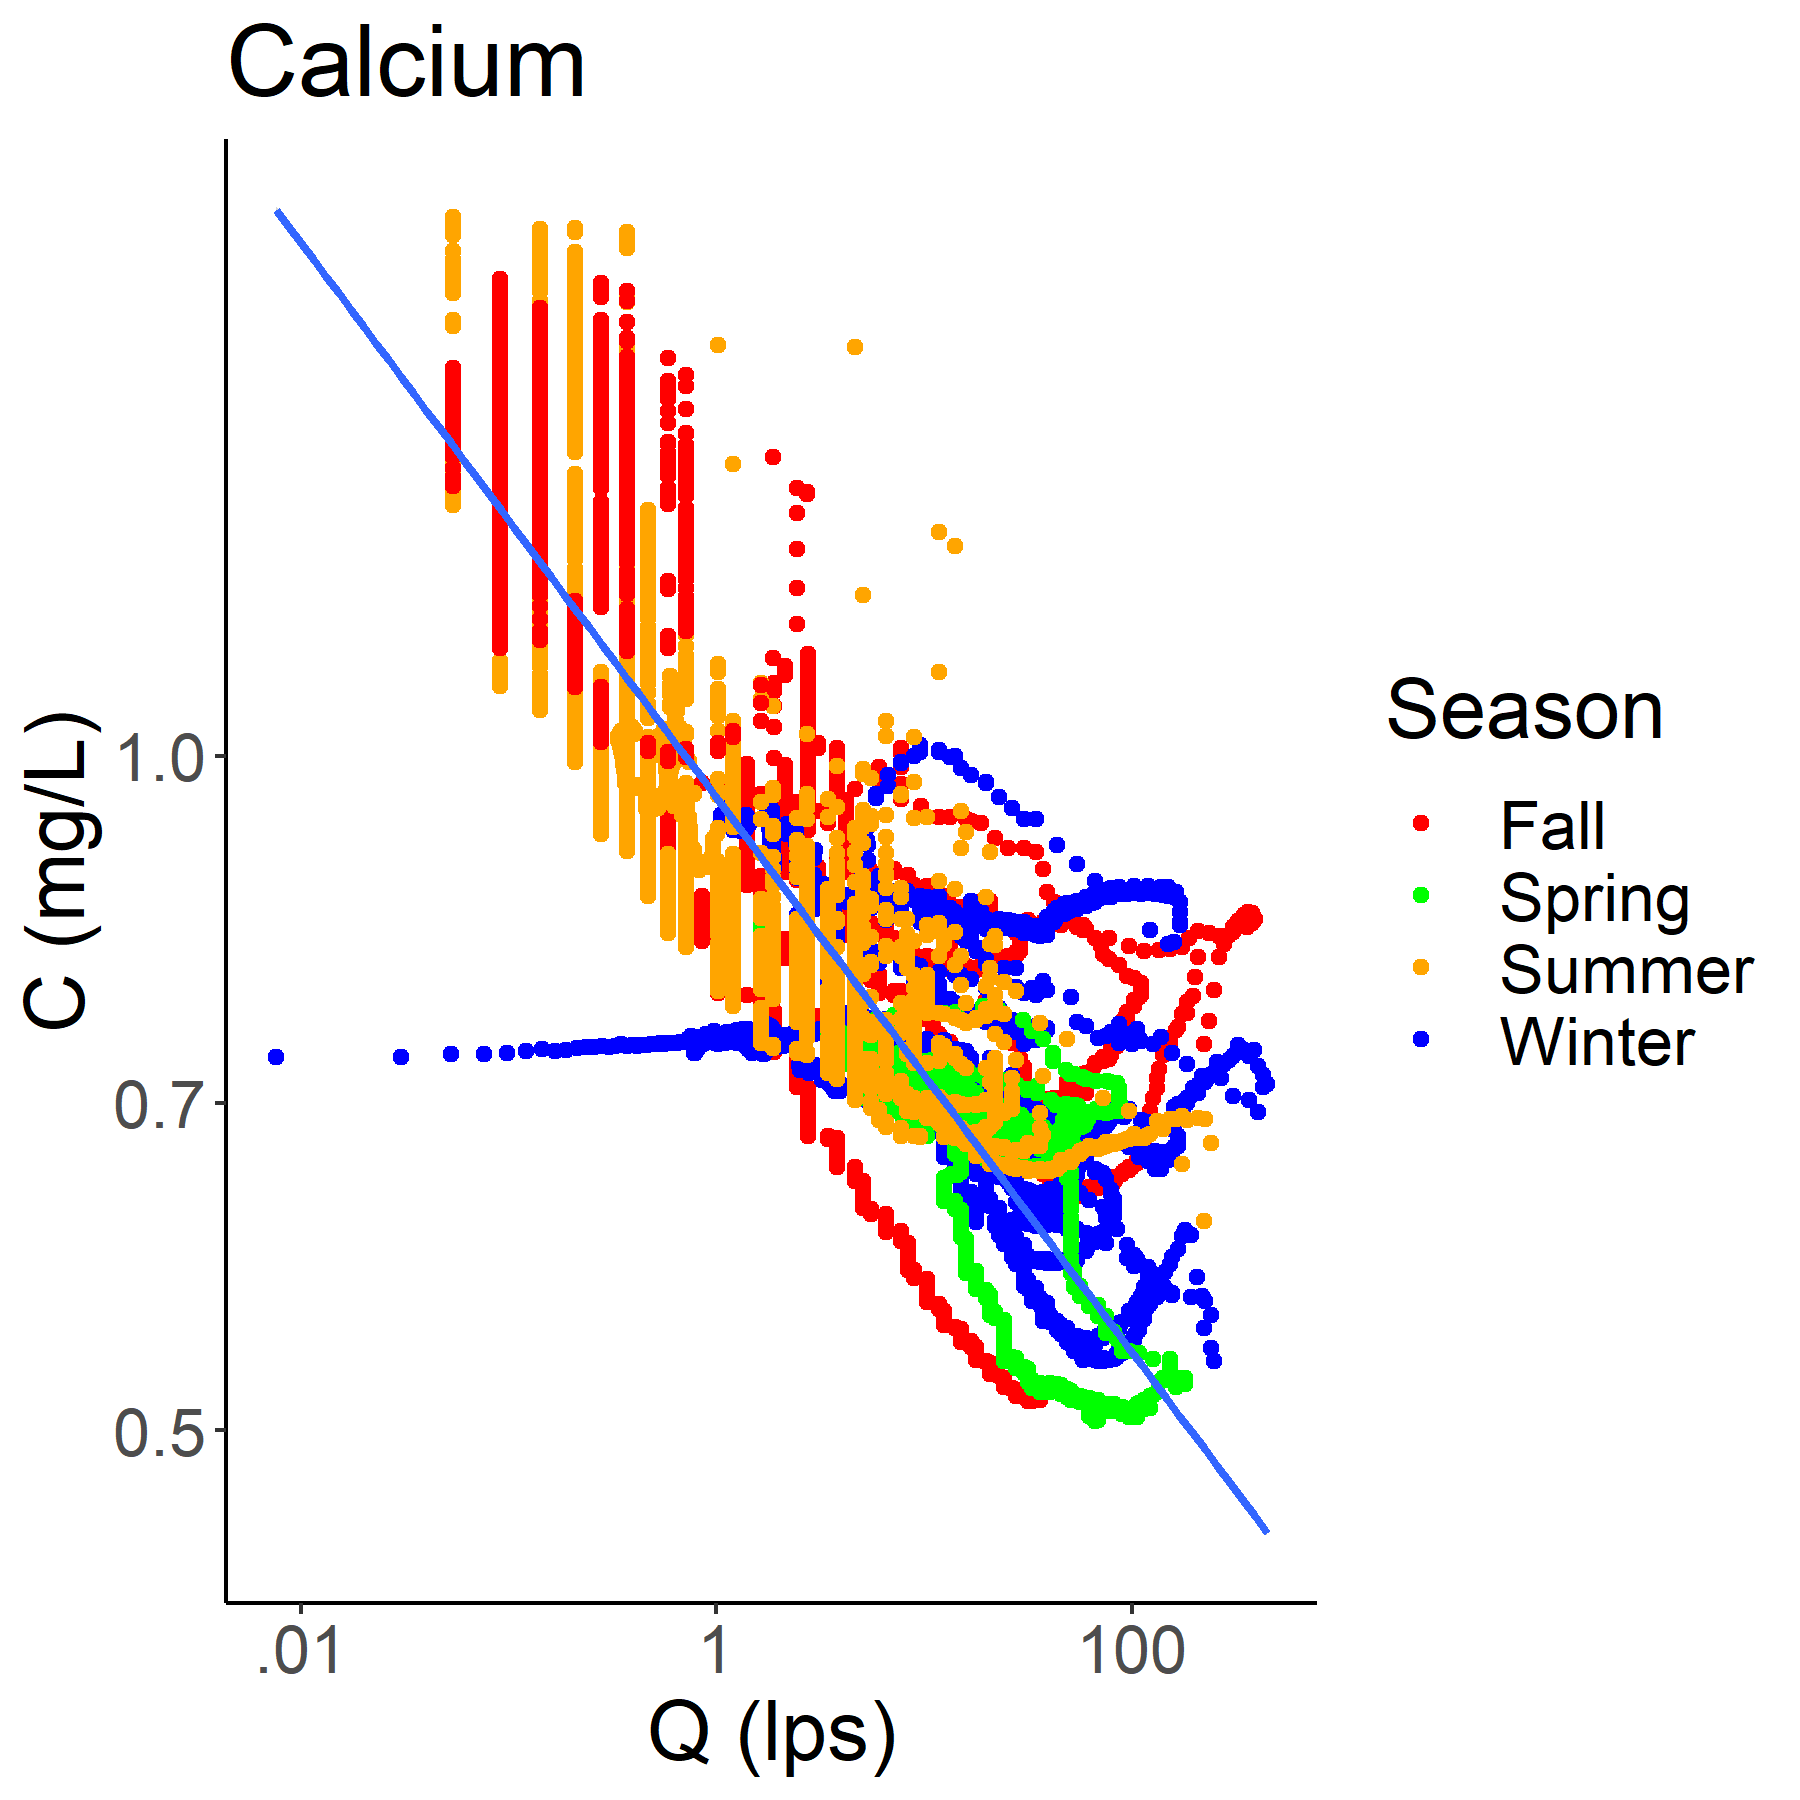 Calcium
C (mg/L)
1.0
0.7
0.5
.01
1
100
Q (lps)
Season
Fall
Spring
Summer
Winter